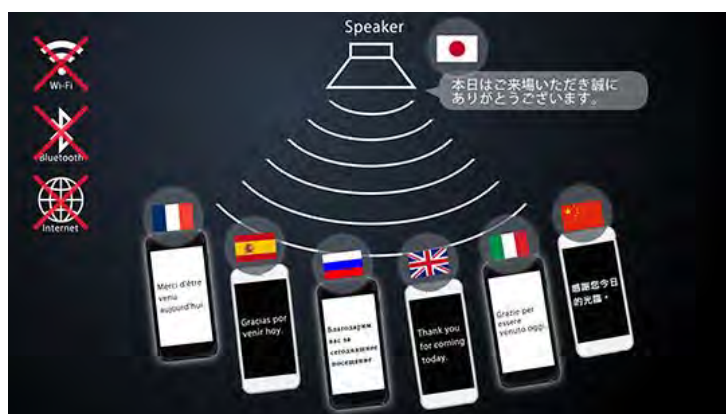 Speaker
Wi-Fi
本日はご来場いただき誠に
ありがとうございます。
Bluetooth
Internet
Merci d'être
venu
aujourd'hui.
Gracias por
venir hoy.
Благодарим
вас за
сегодняшнее
посещение
Thank you
for coming
today.
Grazie per
essere
venuto oggi.
感謝您今日
的光臨。